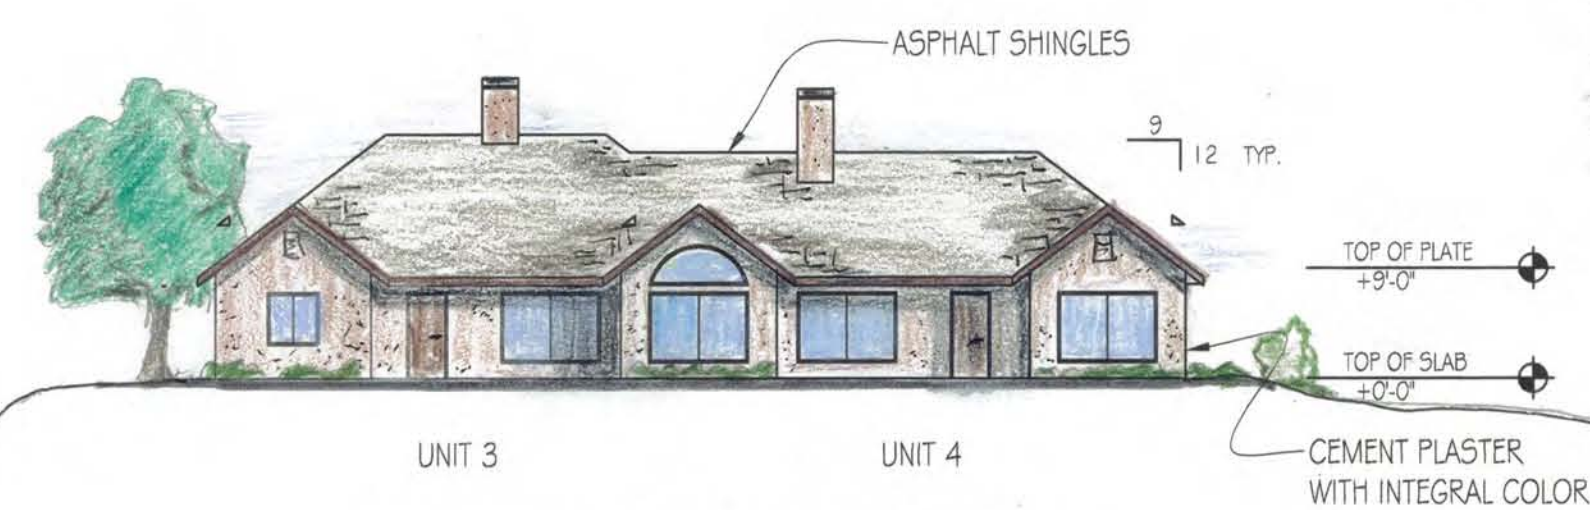 ASPHALT SHINGLES
9
12 TYP.
TOP OF PLATE
+9'-0"
TOP OF SLAB
+0'-0"
UNIT 3
UNIT 4
CEMENT PLASTER
WITH INTEGRAL COLOR